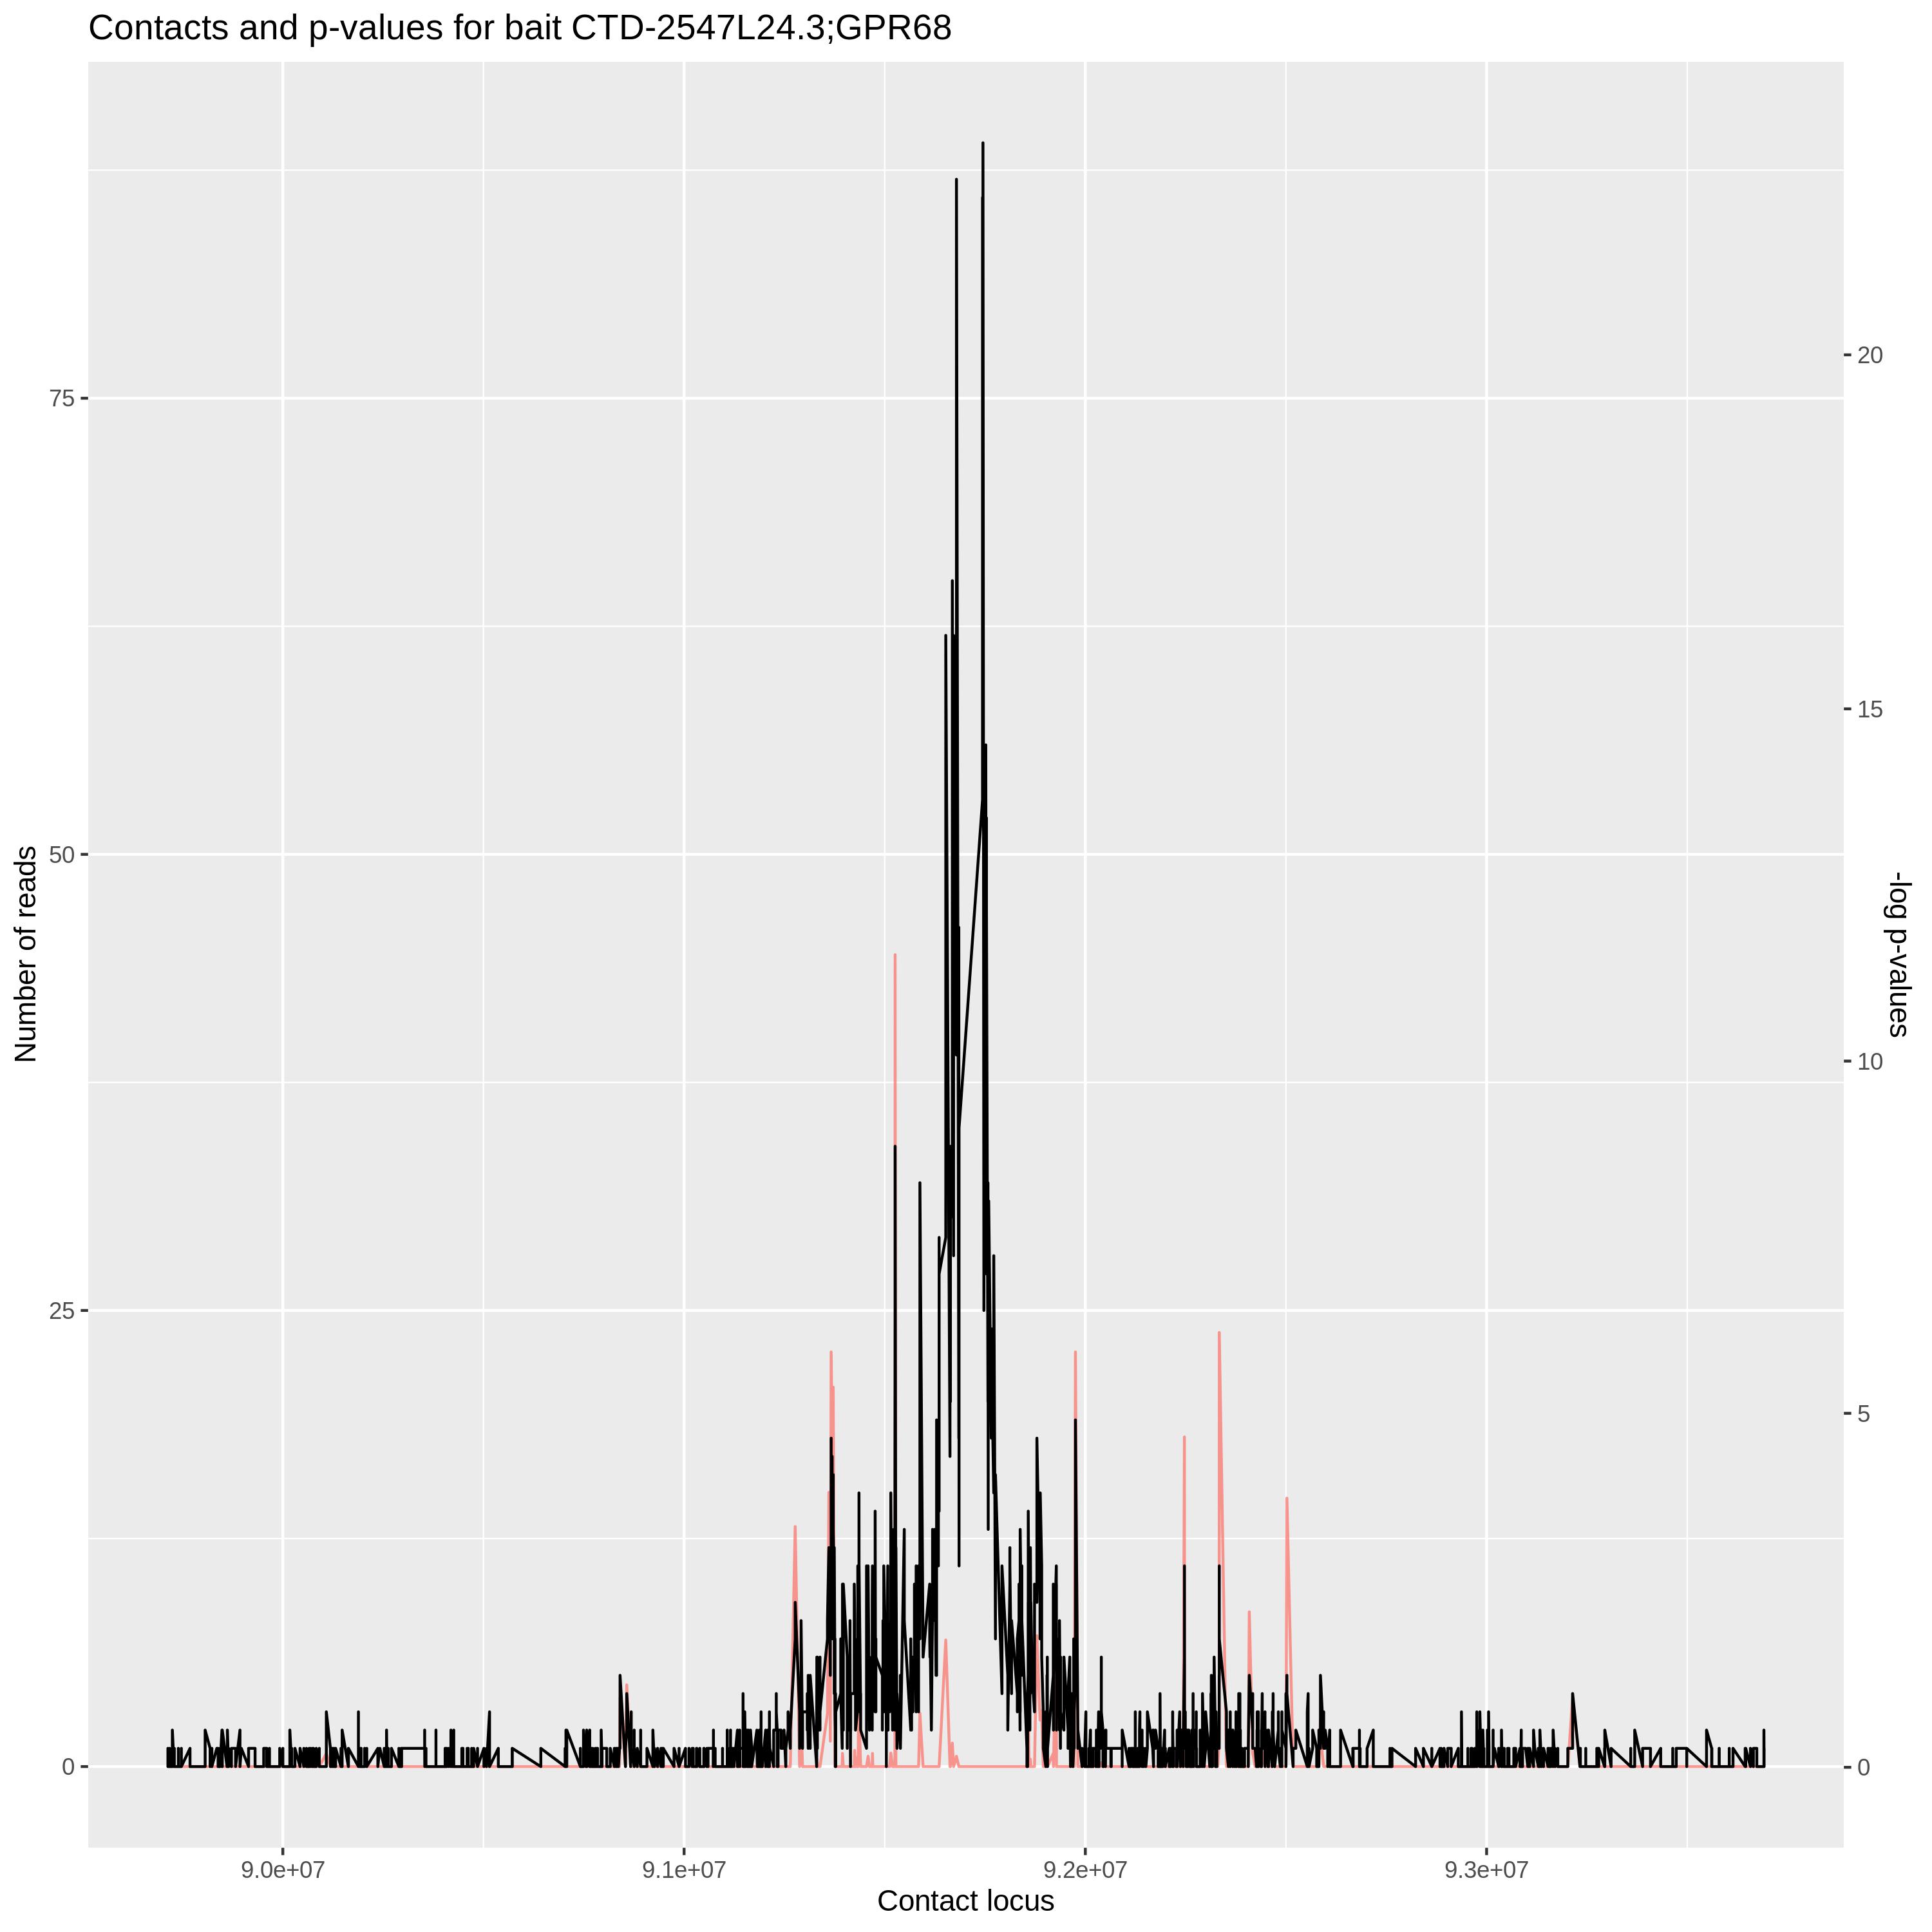 Contacts and p-values for bait CTD-2547L24.3;GPR68
Number of reads
75
50
25
0
20
15
10
5
0
-log p-values
9.0e+07
9.1e+07
9.2e+07
9.3e+07
Contact locus